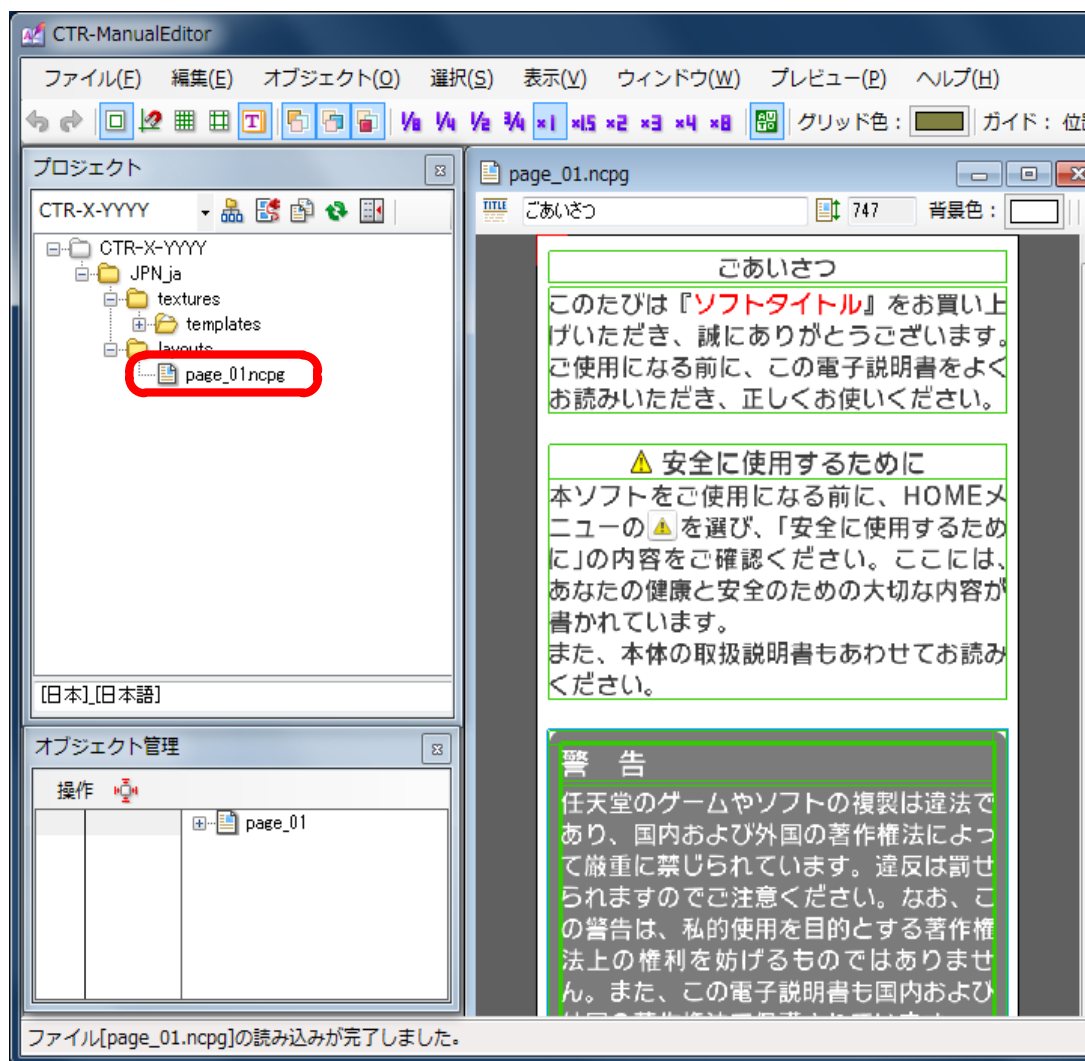 CTR-ManualEditor
ファイル(F) 編集(E) オブジェクト(O) 選択(S) 表示(V) ウィンドウ(W) プレビュー(P) ヘルプ(H)
T 1/8 1/4 1/2 3/4 ×1 ×1.5 ×2 ×3 ×4 ×8 グリッド色: ガイド: 位置
プロジェクト
CTR-X-YYYY
CTR-X-YYYY
JPN_ja
textures
templates
layouts
page_01.ncpg
[日本]_[日本語]
オブジェクト管理
操作
page_01
page_01.ncpg
TITLE ごあいさつ 747 背景色:
ごあいさつ
このたびは『ソフトタイトル』をお買い上
げいただき、誠にありがとうございます。
ご使用になる前に、この電子説明書をよく
お読みいただき、正しくお使いください。
安全に使用するために
本ソフトをご使用になる前に、HOMEメ
ニューの を選び、「安全に使用するため
に」の内容をご確認ください。ここには、
あなたの健康と安全のための大切な内容が
書かれています。
また、本体の取扱説明書もあわせてお読み
ください。
警 告
任天堂のゲームやソフトの複製は違法で
あり、国内および外国の著作権法によっ
て厳重に禁じられています。違反は罰せ
られますのでご注意ください。なお、こ
の警告は、私的使用を目的とする著作権
法上の権利を妨げるものではありませ
ん。また、この電子説明書も国内および
ファイル[page_01.ncpg]の読み込みが完了しました。